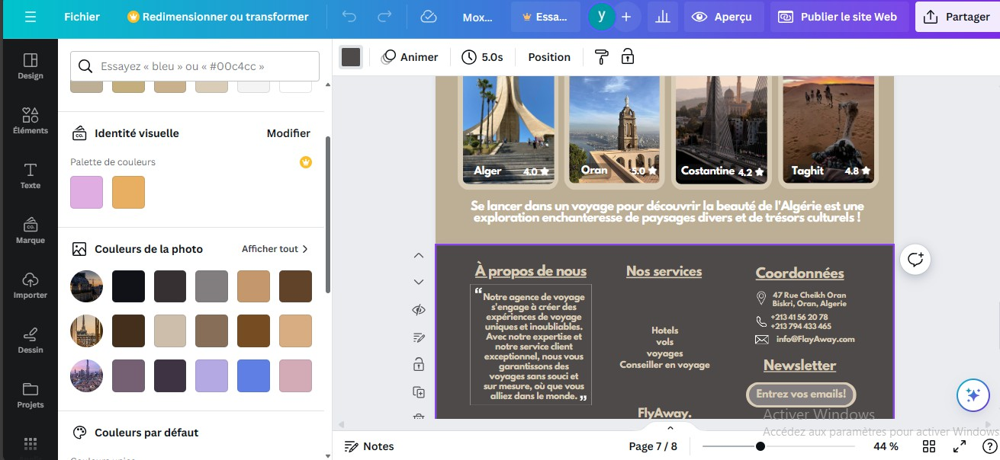 Fichier
Redimensionner ou transformer
Mox...
Essa...
y
Aperçu
Publier le site Web
Partager
Design
Éléments
Texte
Marque
Importer
Dessin
Projets
Essayez « bleu » ou « #00c4cc »
Identité visuelle
Modifier
Palette de couleurs
Couleurs de la photo
Afficher tout
Couleurs par défaut
Animer
5.0s
Position
Alger 4.0
Oran 5.0
Costantine 4.2
Taghit 4.8
Se lancer dans un voyage pour découvrir la beauté de l'Algérie est une
exploration enchanteresse de paysages divers et de trésors culturels !
À propos de nous
“Notre agence de voyage
s'engage à créer des
expériences de voyage
uniques et inoubliables.
Avec notre expertise et
notre service client
exceptionnel, nous vous
garantissons des
voyages sans souci et
sur mesure, où que vous
alliez dans le monde.”
Nos services
Hotels
vols
voyages
Conseiller en voyage
FlyAway.
Coordonnées
47 Rue Cheikh Oran
Biskri, Oran, Algerie
+213 41 56 20 78
+213 794 433 465
info@FlayAway.com
Newsletter
Entrez vos emails!
Activer Windows
Accédez aux paramètres pour activer Windows
Notes
Page 7 / 8
44 %